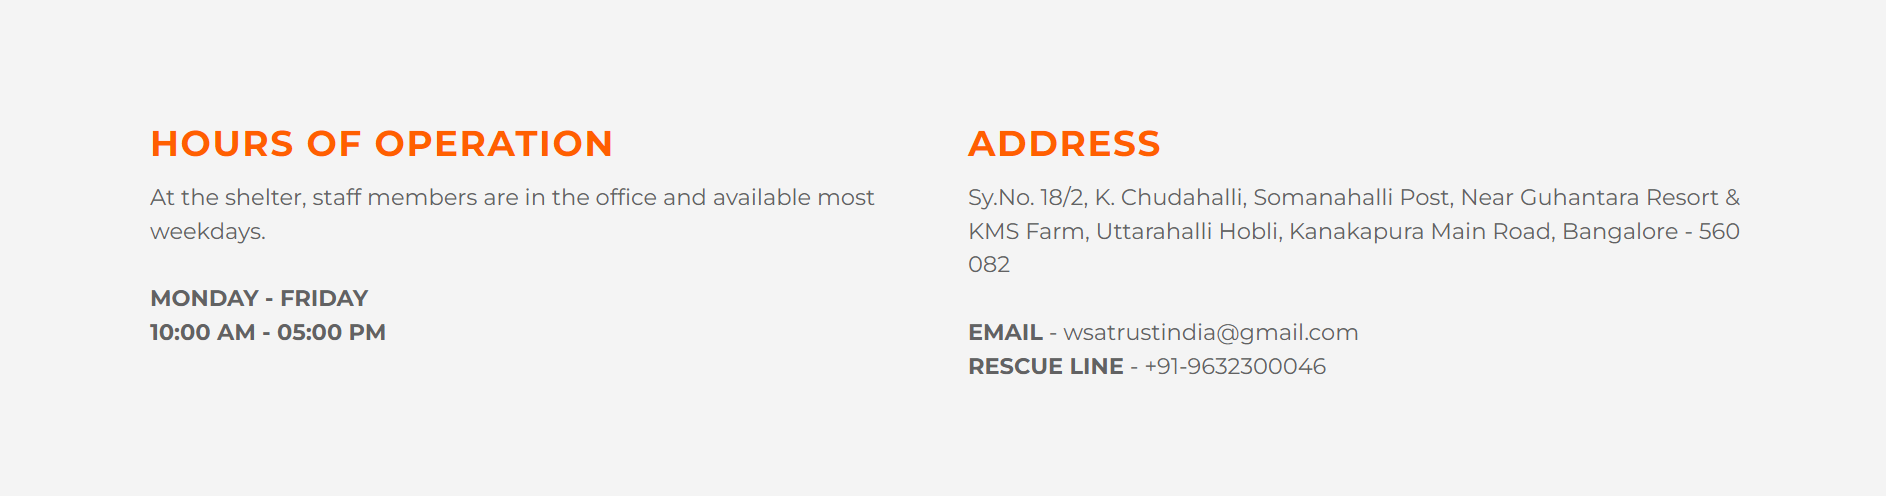 HOURS OF OPERATION
At the shelter, staff members are in the office and available most
weekdays.
MONDAY - FRIDAY
10:00 AM - 05:00 PM
ADDRESS
Sy.No. 18/2, K. Chudahalli, Somanahalli Post, Near Guhantara Resort &
KMS Farm, Uttarahalli Hobli, Kanakapura Main Road, Bangalore - 560
082
EMAIL - wsatrustindia@gmail.com
RESCUE LINE - +91-9632300046